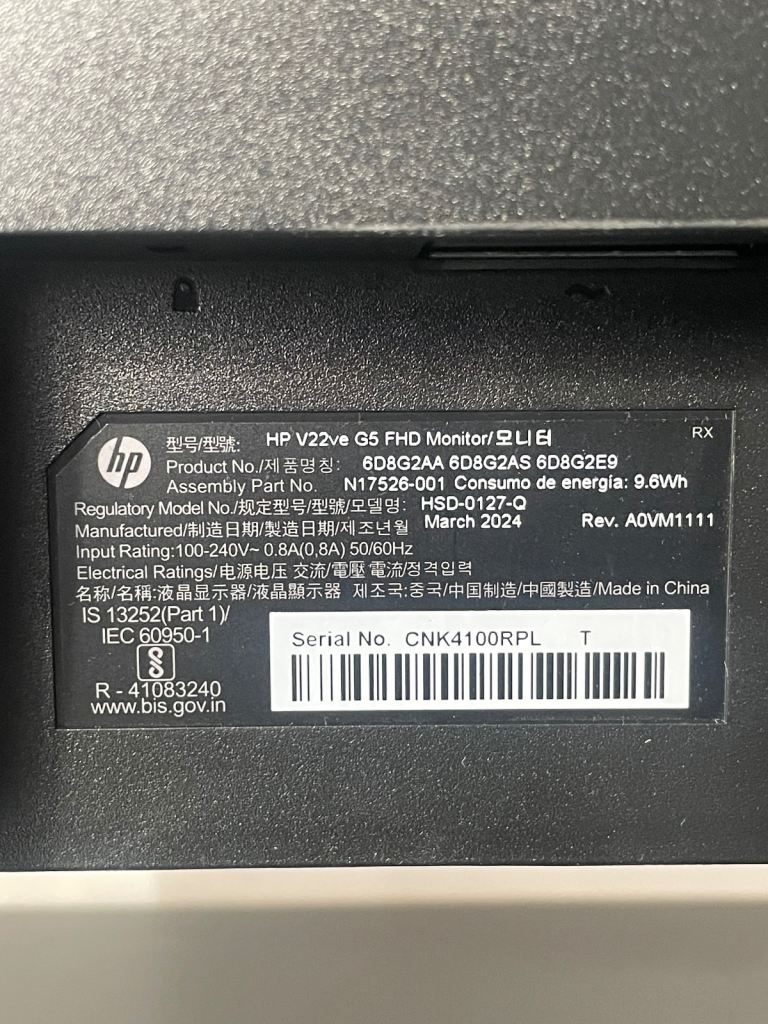 hp
型号/型號: HP V22ve G5 FHD Monitor/모니터
RX
Product No./제품명칭: 6D8G2AA 6D8G2AS 6D8G2E9
Assembly Part No. N17526-001 Consumo de energía: 9.6Wh
Regulatory Model No./规定型号/型號/모델명: HSD-0127-Q
Manufactured/制造日期/製造日期/제조년월 March 2024 Rev. A0VM1111
Input Rating:100-240V~ 0.8A(0,8A) 50/60Hz
Electrical Ratings/电源电压 交流/電壓 電流/정격입력
名称/名稱:液晶显示器/液晶顯示器 제조국:중국/中国制造/中國製造/Made in China
IS 13252(Part 1)/
IEC 60950-1
R - 41083240
www.bis.gov.in
Serial No. CNK4100RPL T